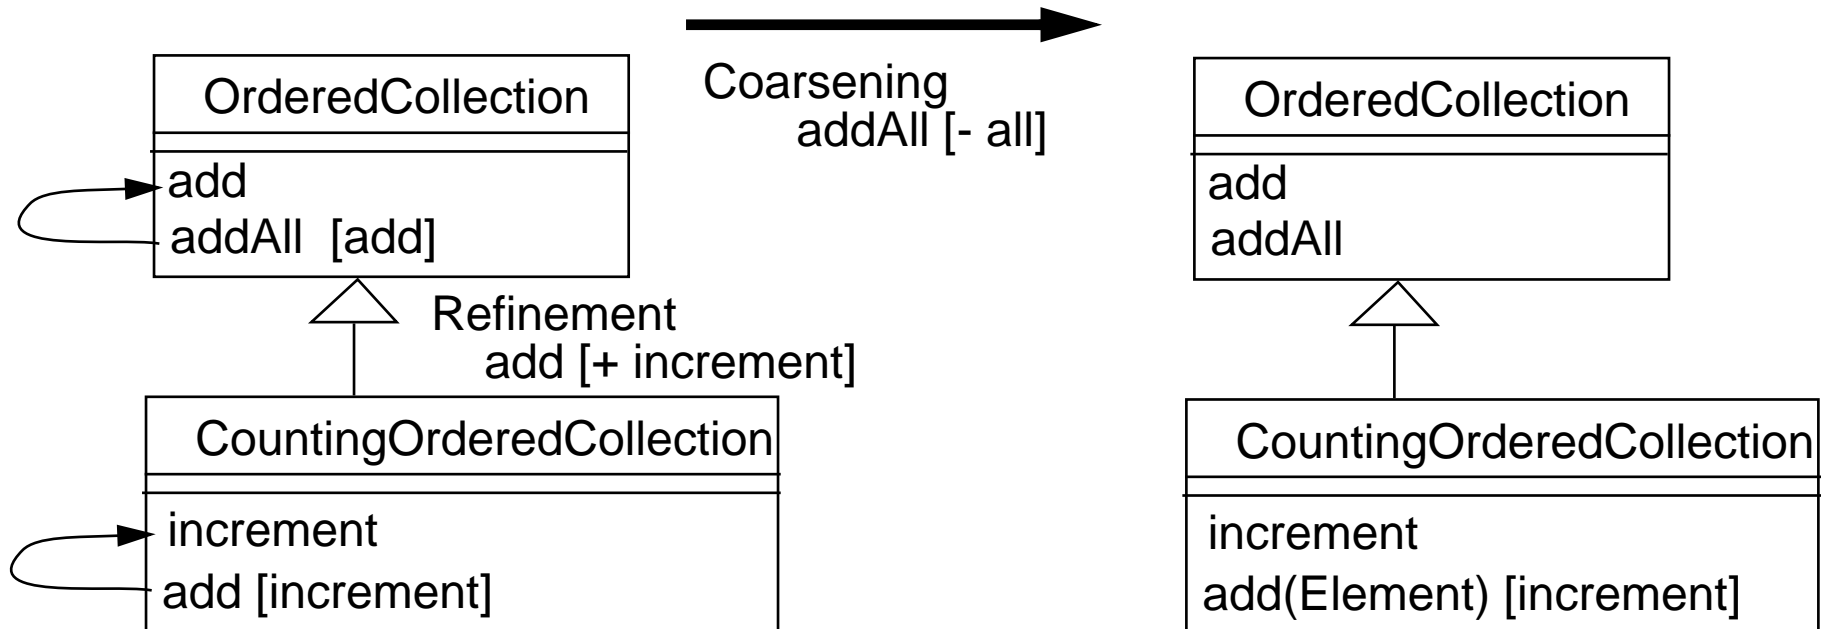 OrderedCollection
add
addAll [add]
Coarsening
addAll [- all]
Refinement
add [+ increment]
CountingOrderedCollection
increment
add [increment]
OrderedCollection
add
addAll
CountingOrderedCollection
increment
add(Element) [increment]